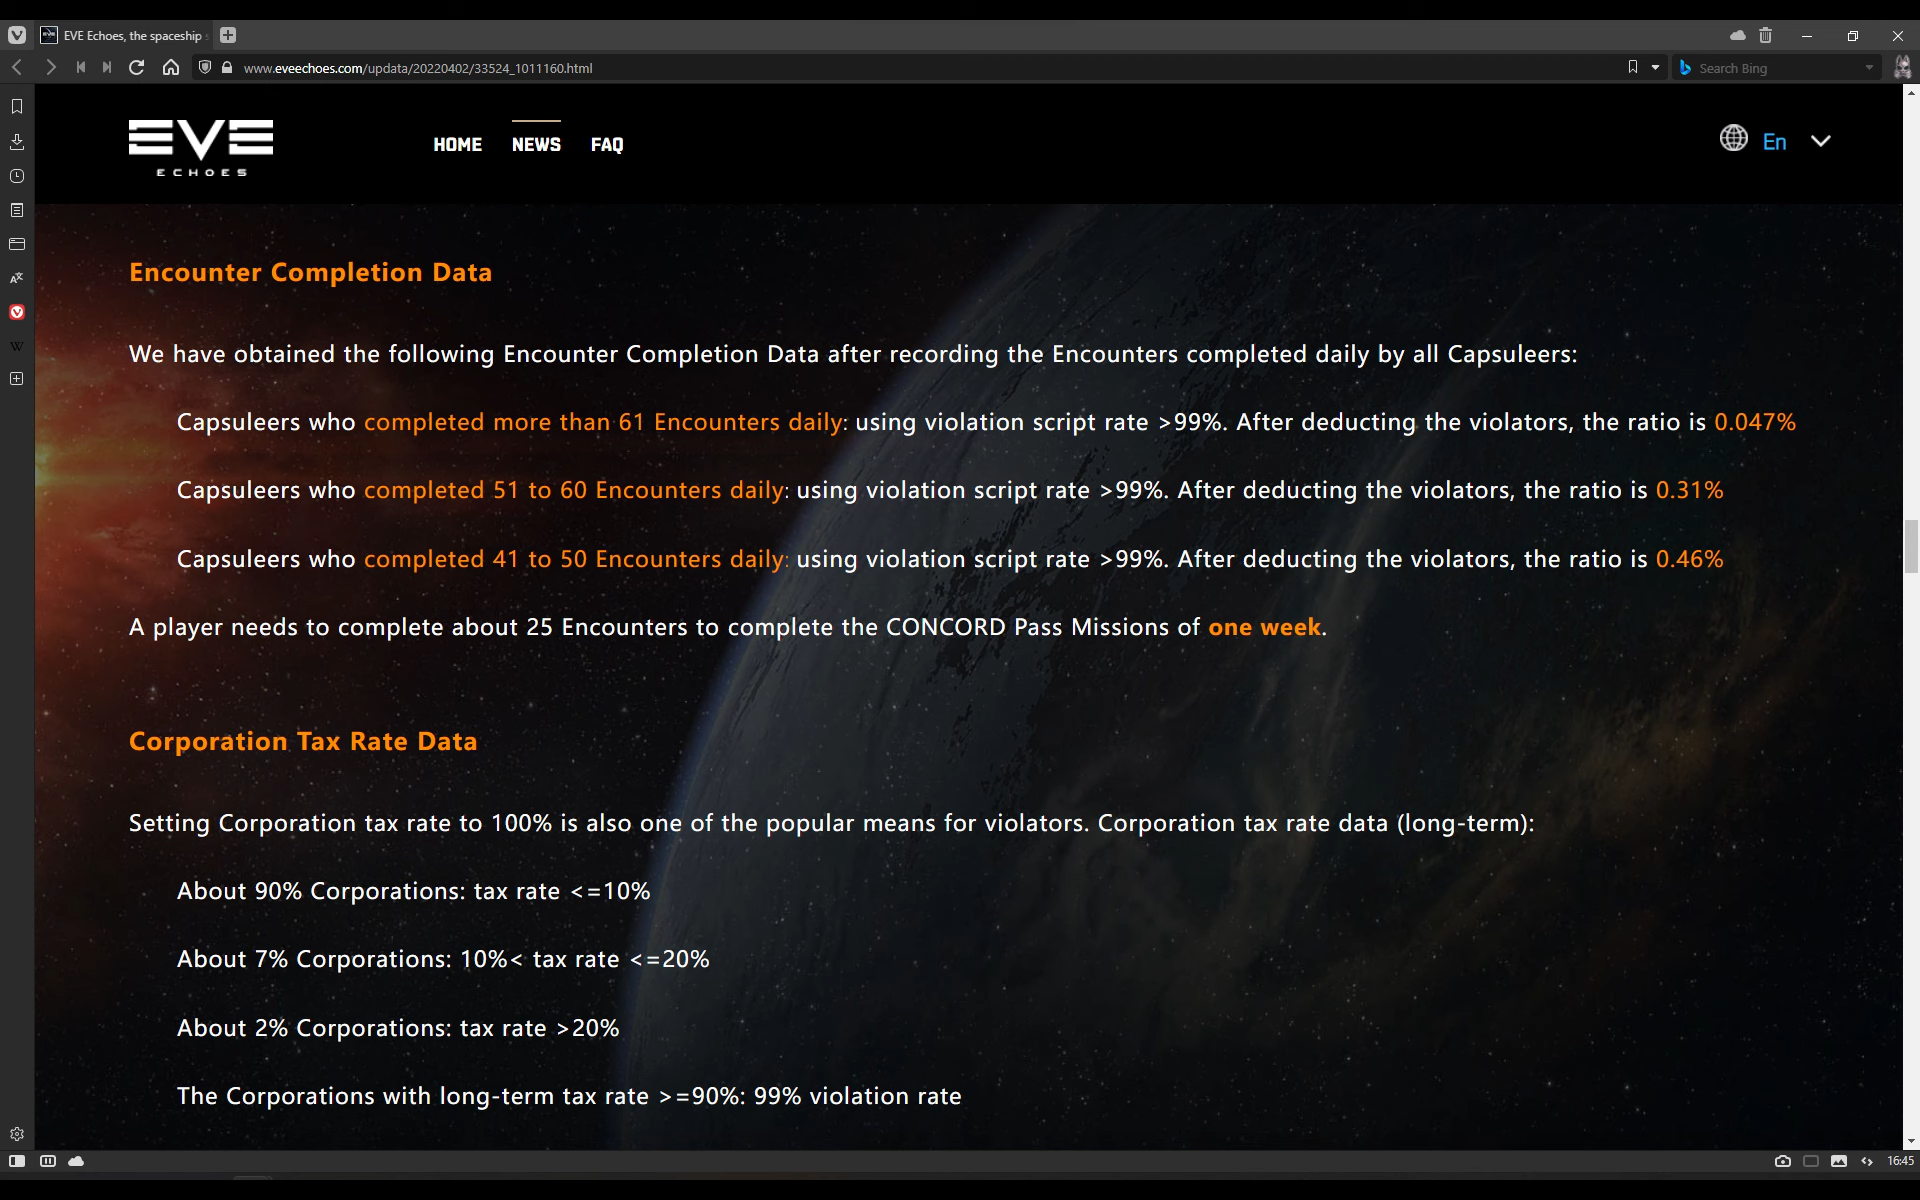 EVE Echoes, the spaceship
www.eveechoes.com/updata/20220402/33524_1011160.html
Search Bing
EVE
ECHOES
HOME NEWS FAQ
En
Encounter Completion Data
We have obtained the following Encounter Completion Data after recording the Encounters completed daily by all Capsuleers:
Capsuleers who completed more than 61 Encounters daily: using violation script rate >99%. After deducting the violators, the ratio is 0.047%
Capsuleers who completed 51 to 60 Encounters daily: using violation script rate >99%. After deducting the violators, the ratio is 0.31%
Capsuleers who completed 41 to 50 Encounters daily: using violation script rate >99%. After deducting the violators, the ratio is 0.46%
A player needs to complete about 25 Encounters to complete the CONCORD Pass Missions of one week.
Corporation Tax Rate Data
Setting Corporation tax rate to 100% is also one of the popular means for violators. Corporation tax rate data (long-term):
About 90% Corporations: tax rate <=10%
About 7% Corporations: 10%< tax rate <=20%
About 2% Corporations: tax rate >20%
The Corporations with long-term tax rate >=90%: 99% violation rate
16:45